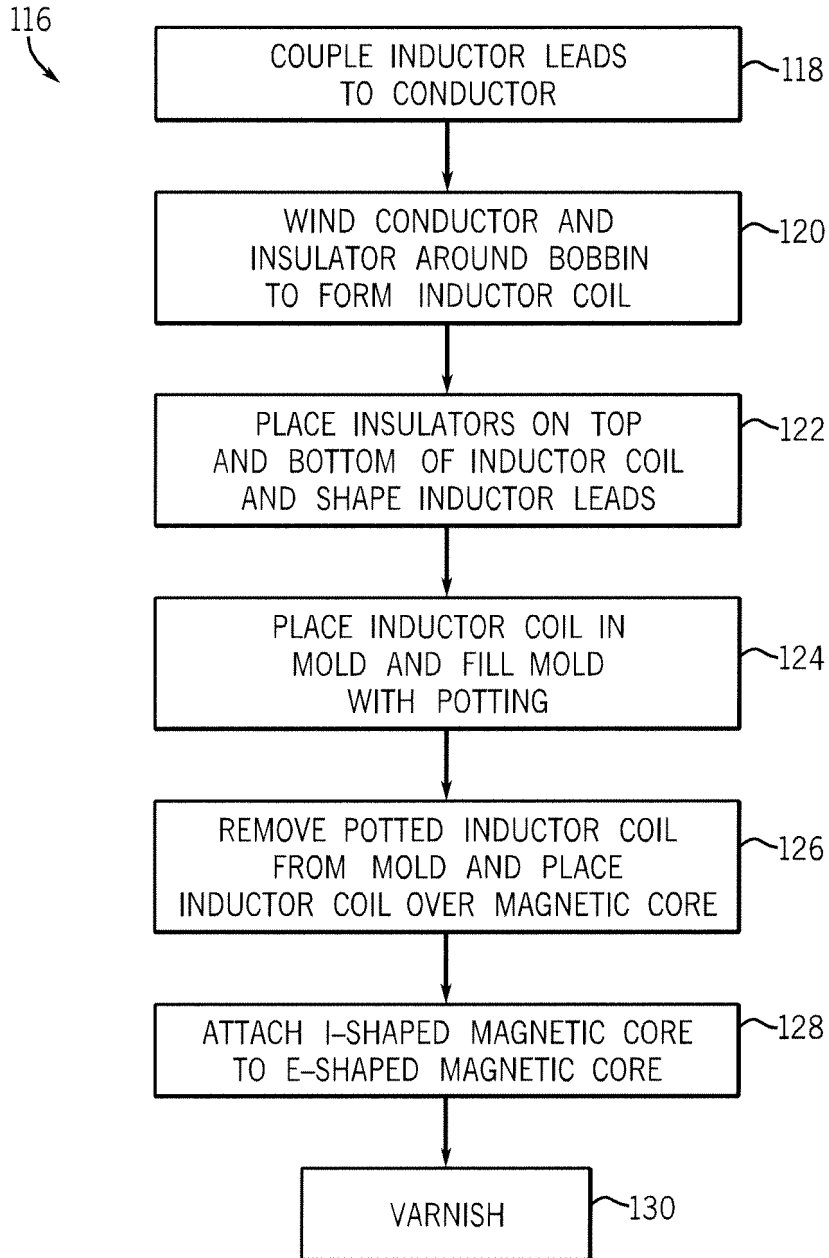 116
COUPLE INDUCTOR LEADS
TO CONDUCTOR
118
WIND CONDUCTOR AND
INSULATOR AROUND BOBBIN
TO FORM INDUCTOR COIL
120
PLACE INSULATORS ON TOP
AND BOTTOM OF INDUCTOR COIL
AND SHAPE INDUCTOR LEADS
122
PLACE INDUCTOR COIL IN
MOLD AND FILL MOLD
WITH POTTING
124
REMOVE POTTED INDUCTOR COIL
FROM MOLD AND PLACE
INDUCTOR COIL OVER MAGNETIC CORE
126
ATTACH I-SHAPED MAGNETIC CORE
TO E-SHAPED MAGNETIC CORE
128
VARNISH
130